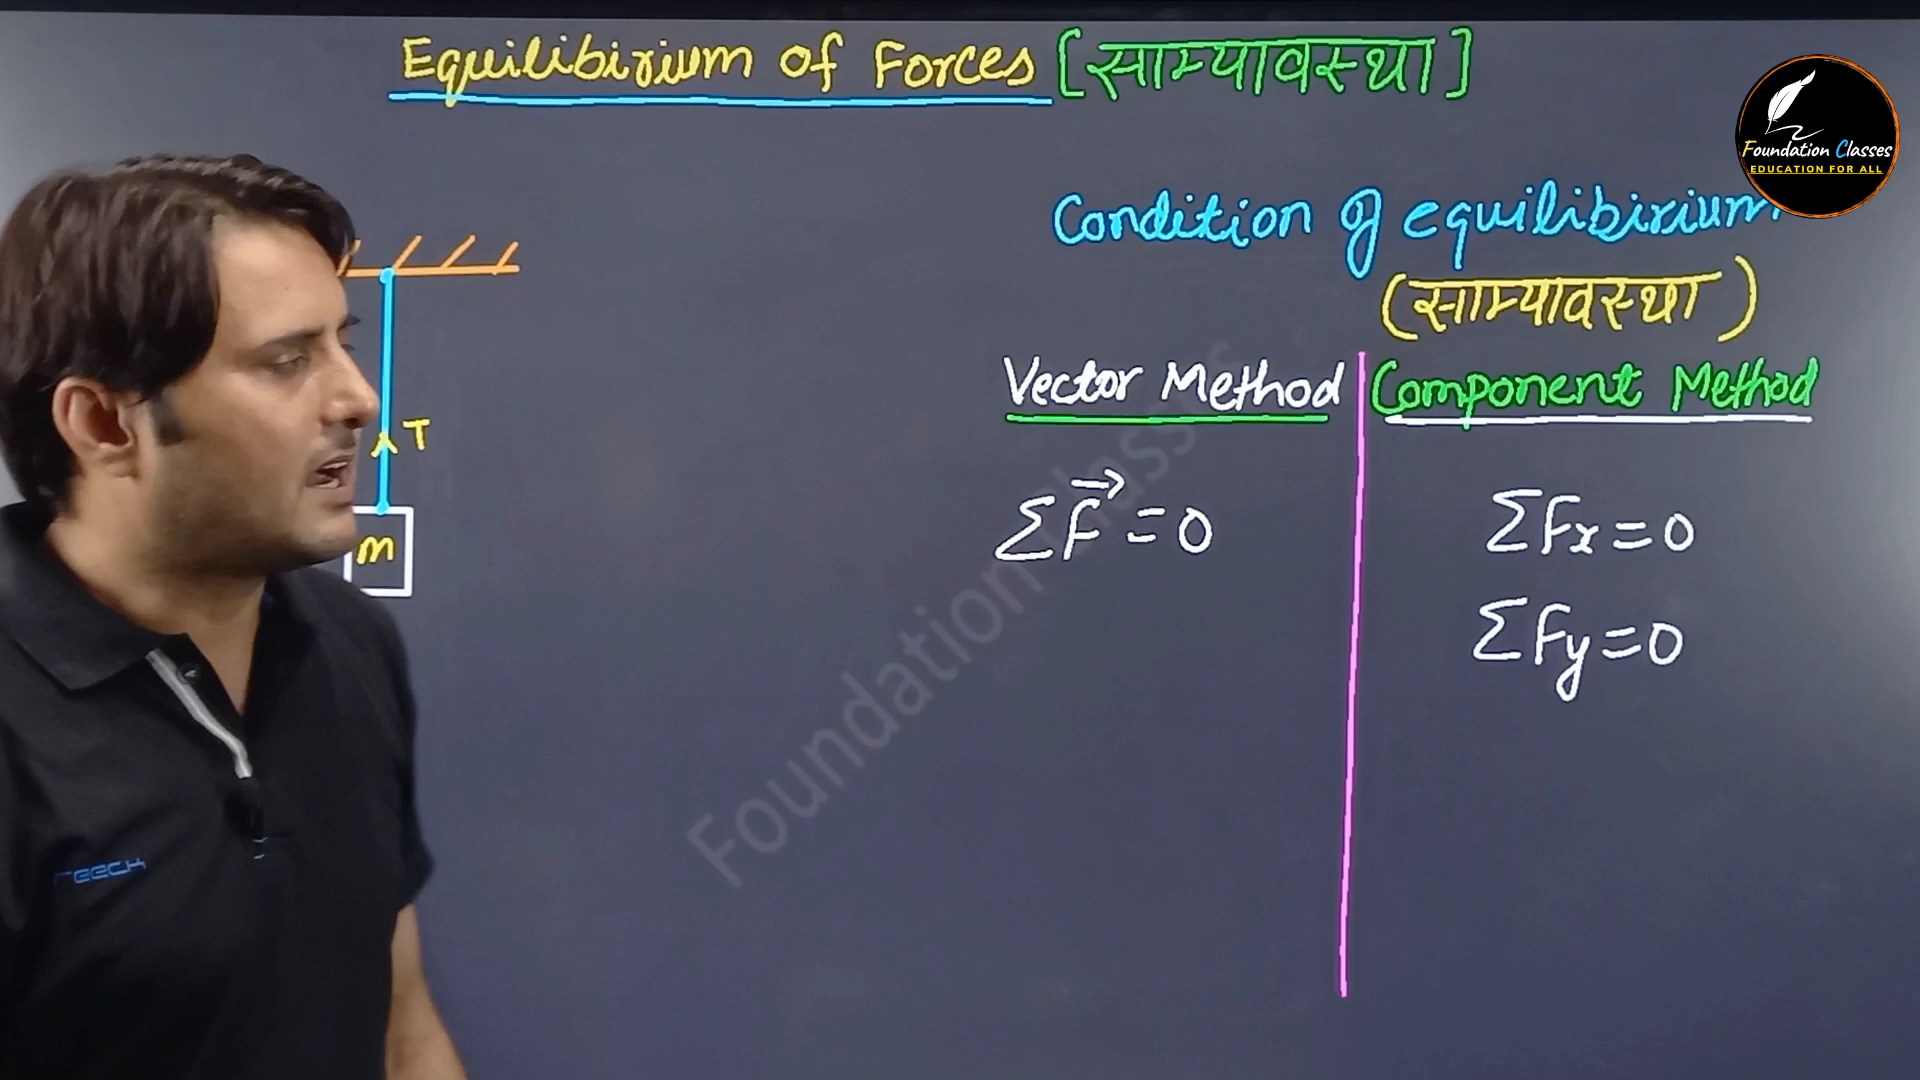 Equilibirium of Forces [साम्यावस्था]
Foundation Classes
EDUCATION FOR ALL
Condition of equilibirium
(साम्यावस्था)
Vector Method
Component Method
T
m
ΣF⃗ = 0
ΣFx = 0
ΣFy = 0
Foundation Classes